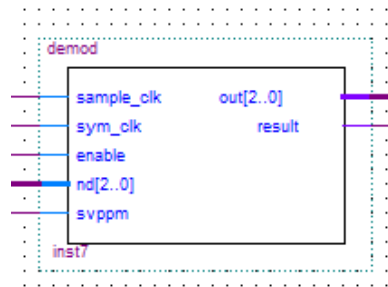 demod
sample_clk out[2..0]
sym_clk result
enable
nd[2..0]
svppm
inst7